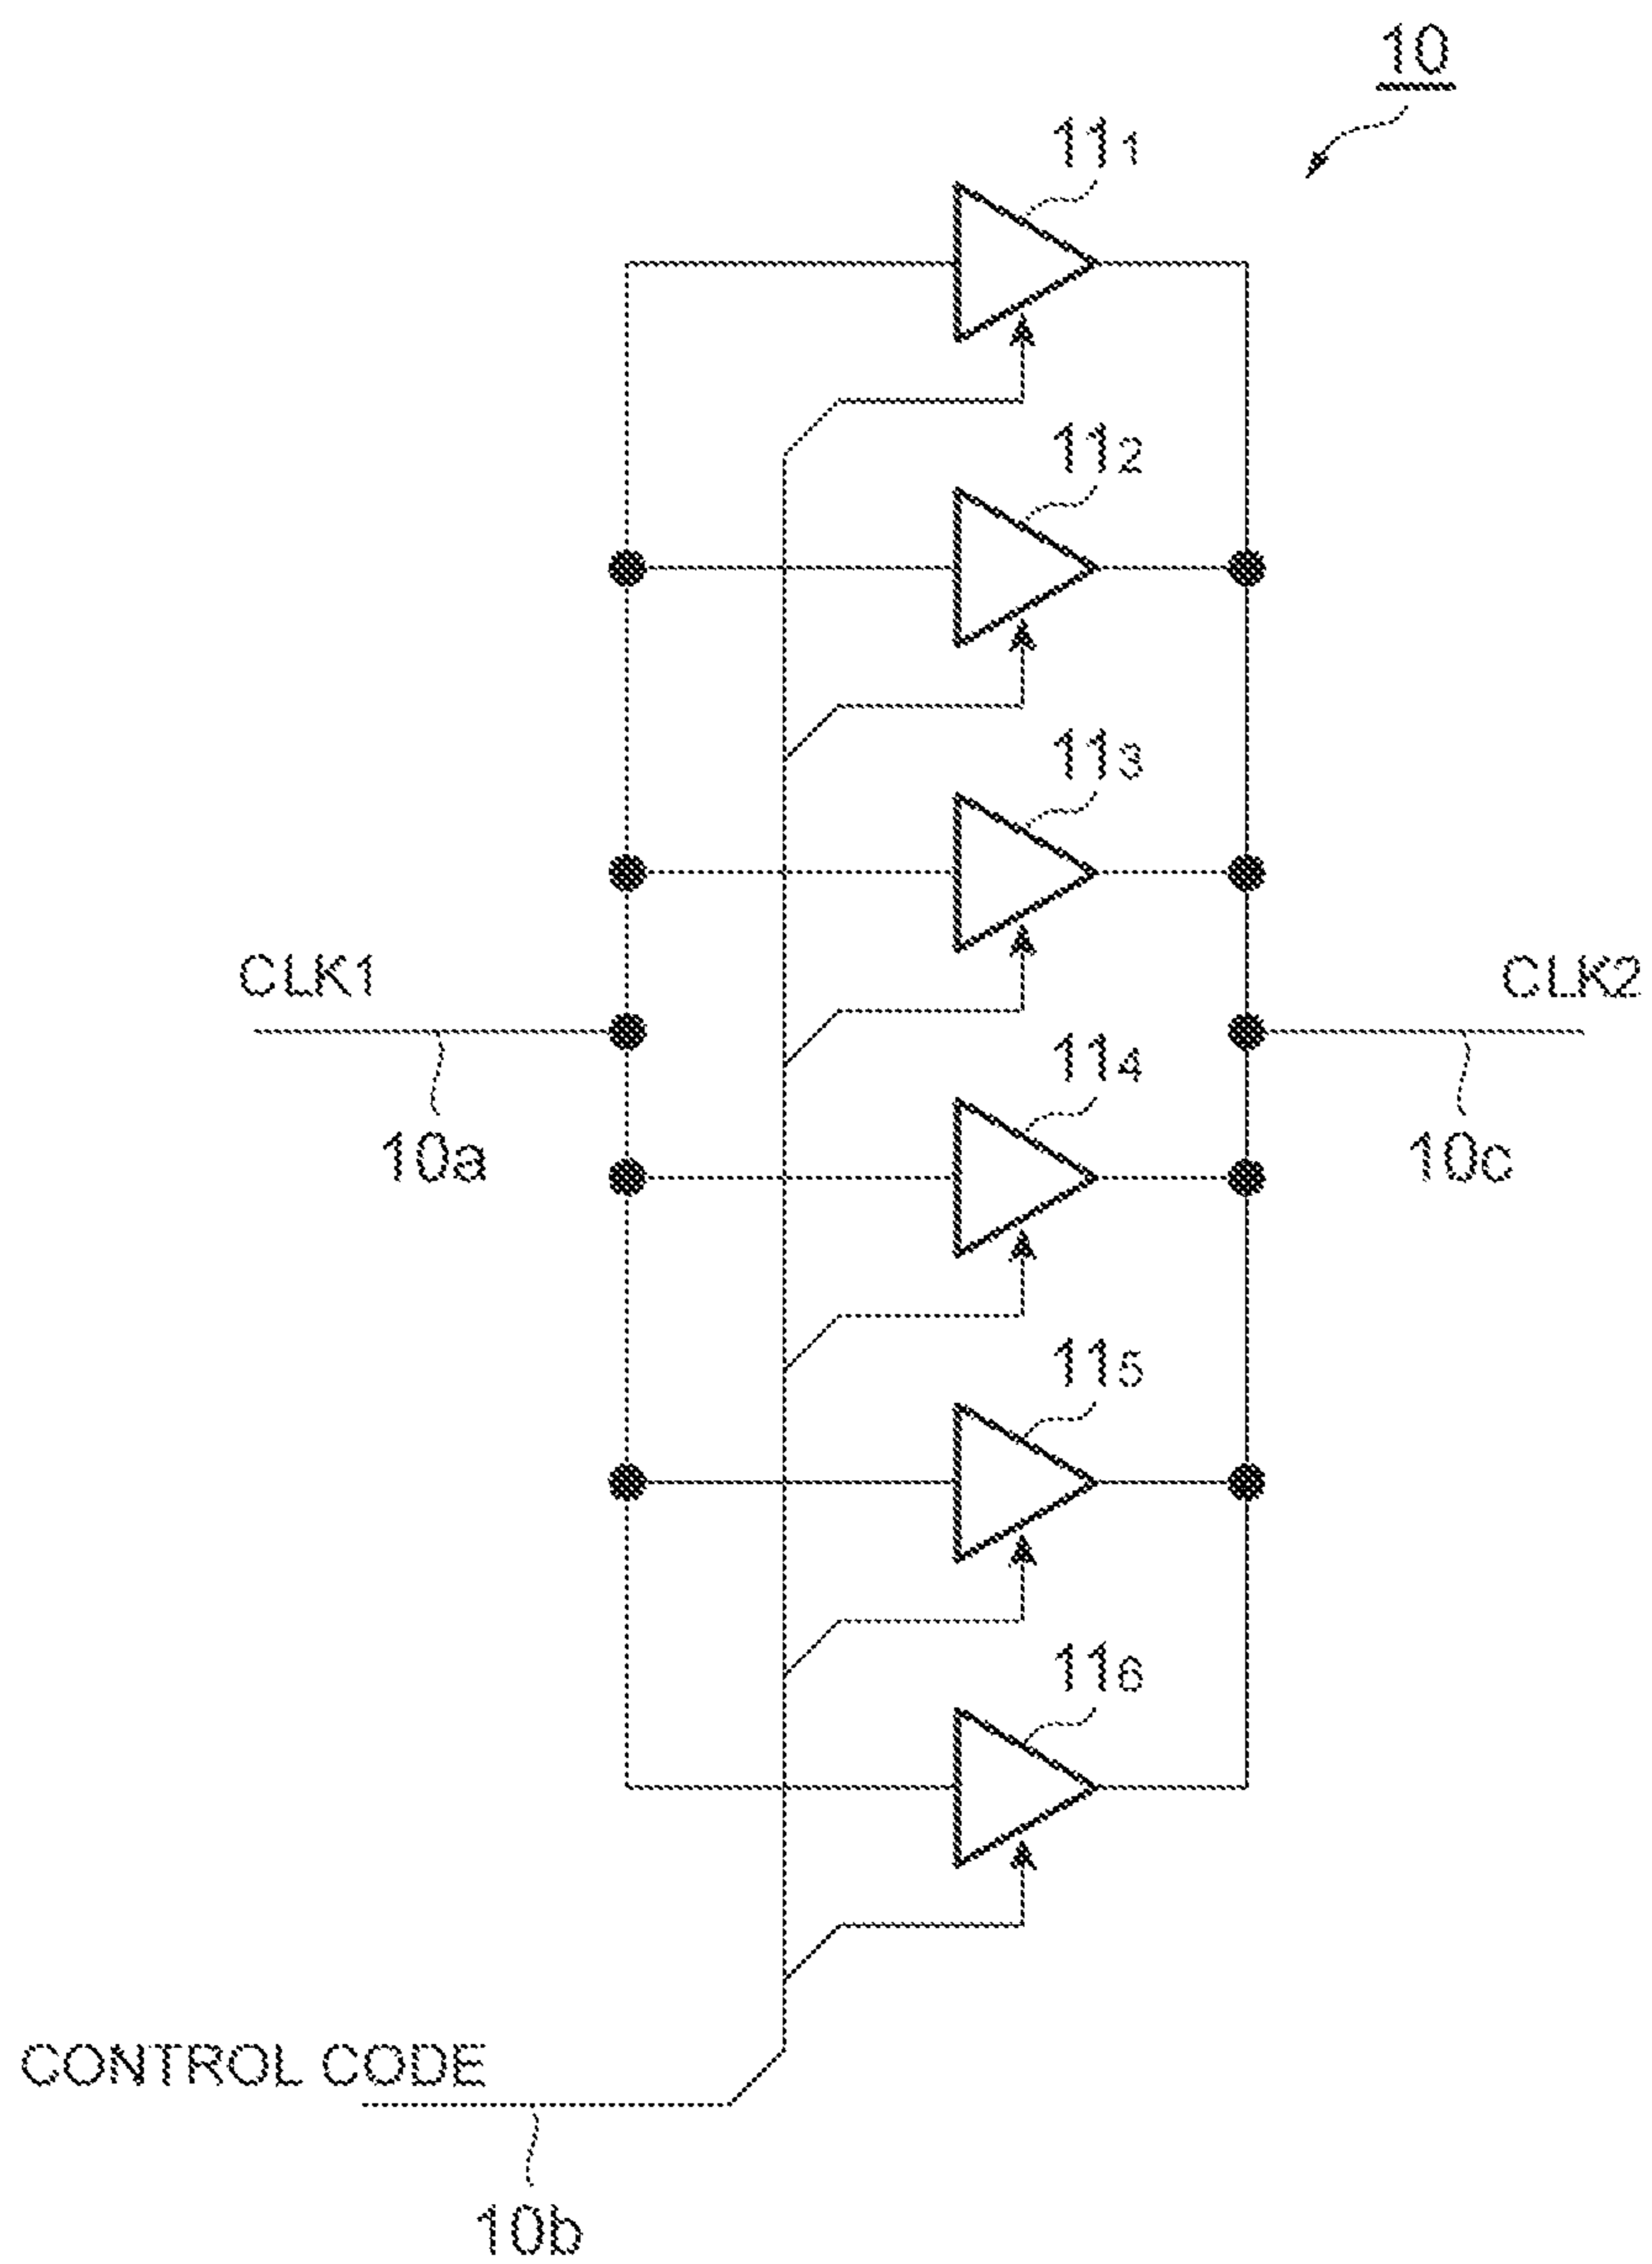 10
11₁
11₂
11₃
CLK1
CLK2
11₄
10a
10c
11₅
11₆
CONTROL CODE
10b